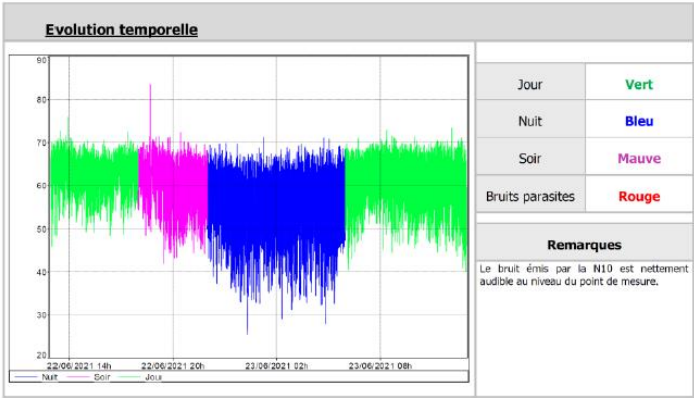 Evolution temporelle
90
80
70
60
50
40
30
20
22/06/2021 14h
22/06/2021 20h
23/06/2021 02h
23/06/2021 08h
Nuit
Soir
Jour
Jour
Vert
Nuit
Bleu
Soir
Mauve
Bruits parasites
Rouge
Remarques
Le bruit émis par la N10 est nettement
audible au niveau du point de mesure.